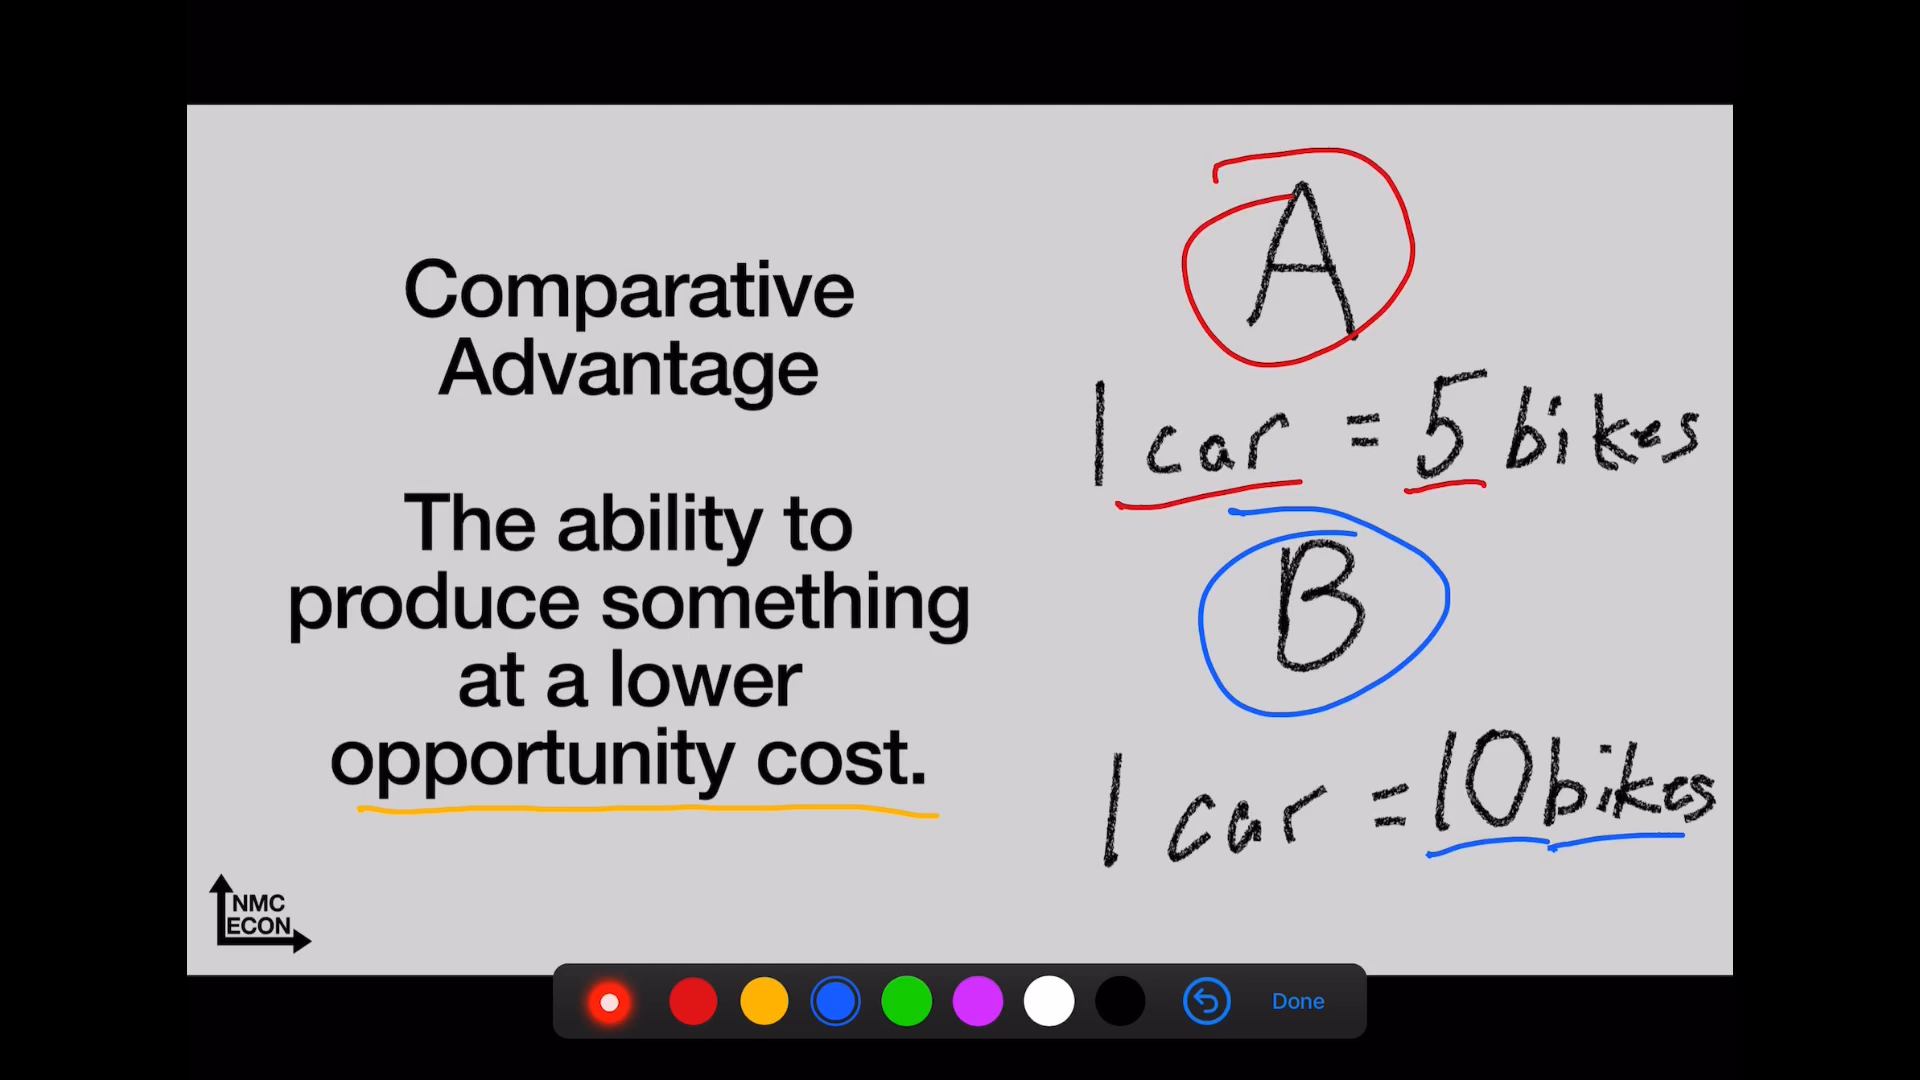 Comparative
Advantage
The ability to
produce something
at a lower
opportunity cost.
A
1 car = 5 bikes
B
1 car = 10 bikes
NMC
ECON
Done